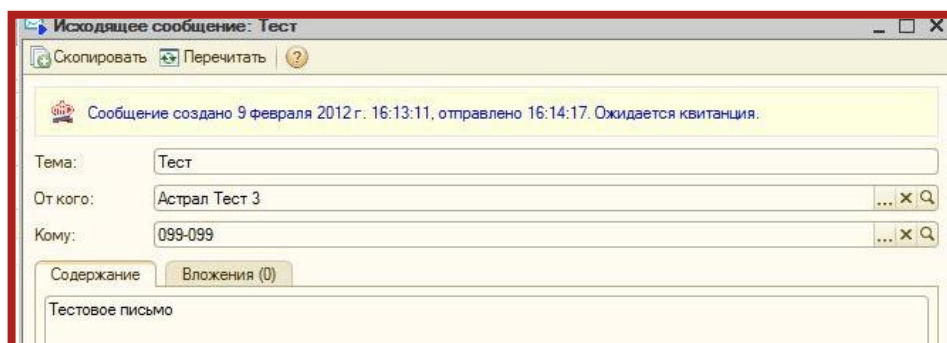 Исходящее сообщение: Тест
Скопировать Перечитать ?
Сообщение создано 9 февраля 2012 г. 16:13:11, отправлено 16:14:17. Ожидается квитанция.
Тема: Тест
От кого: Астрал Тест 3 ...
Кому: 099-099 ...
Содержание Вложения (0)
Тестовое письмо